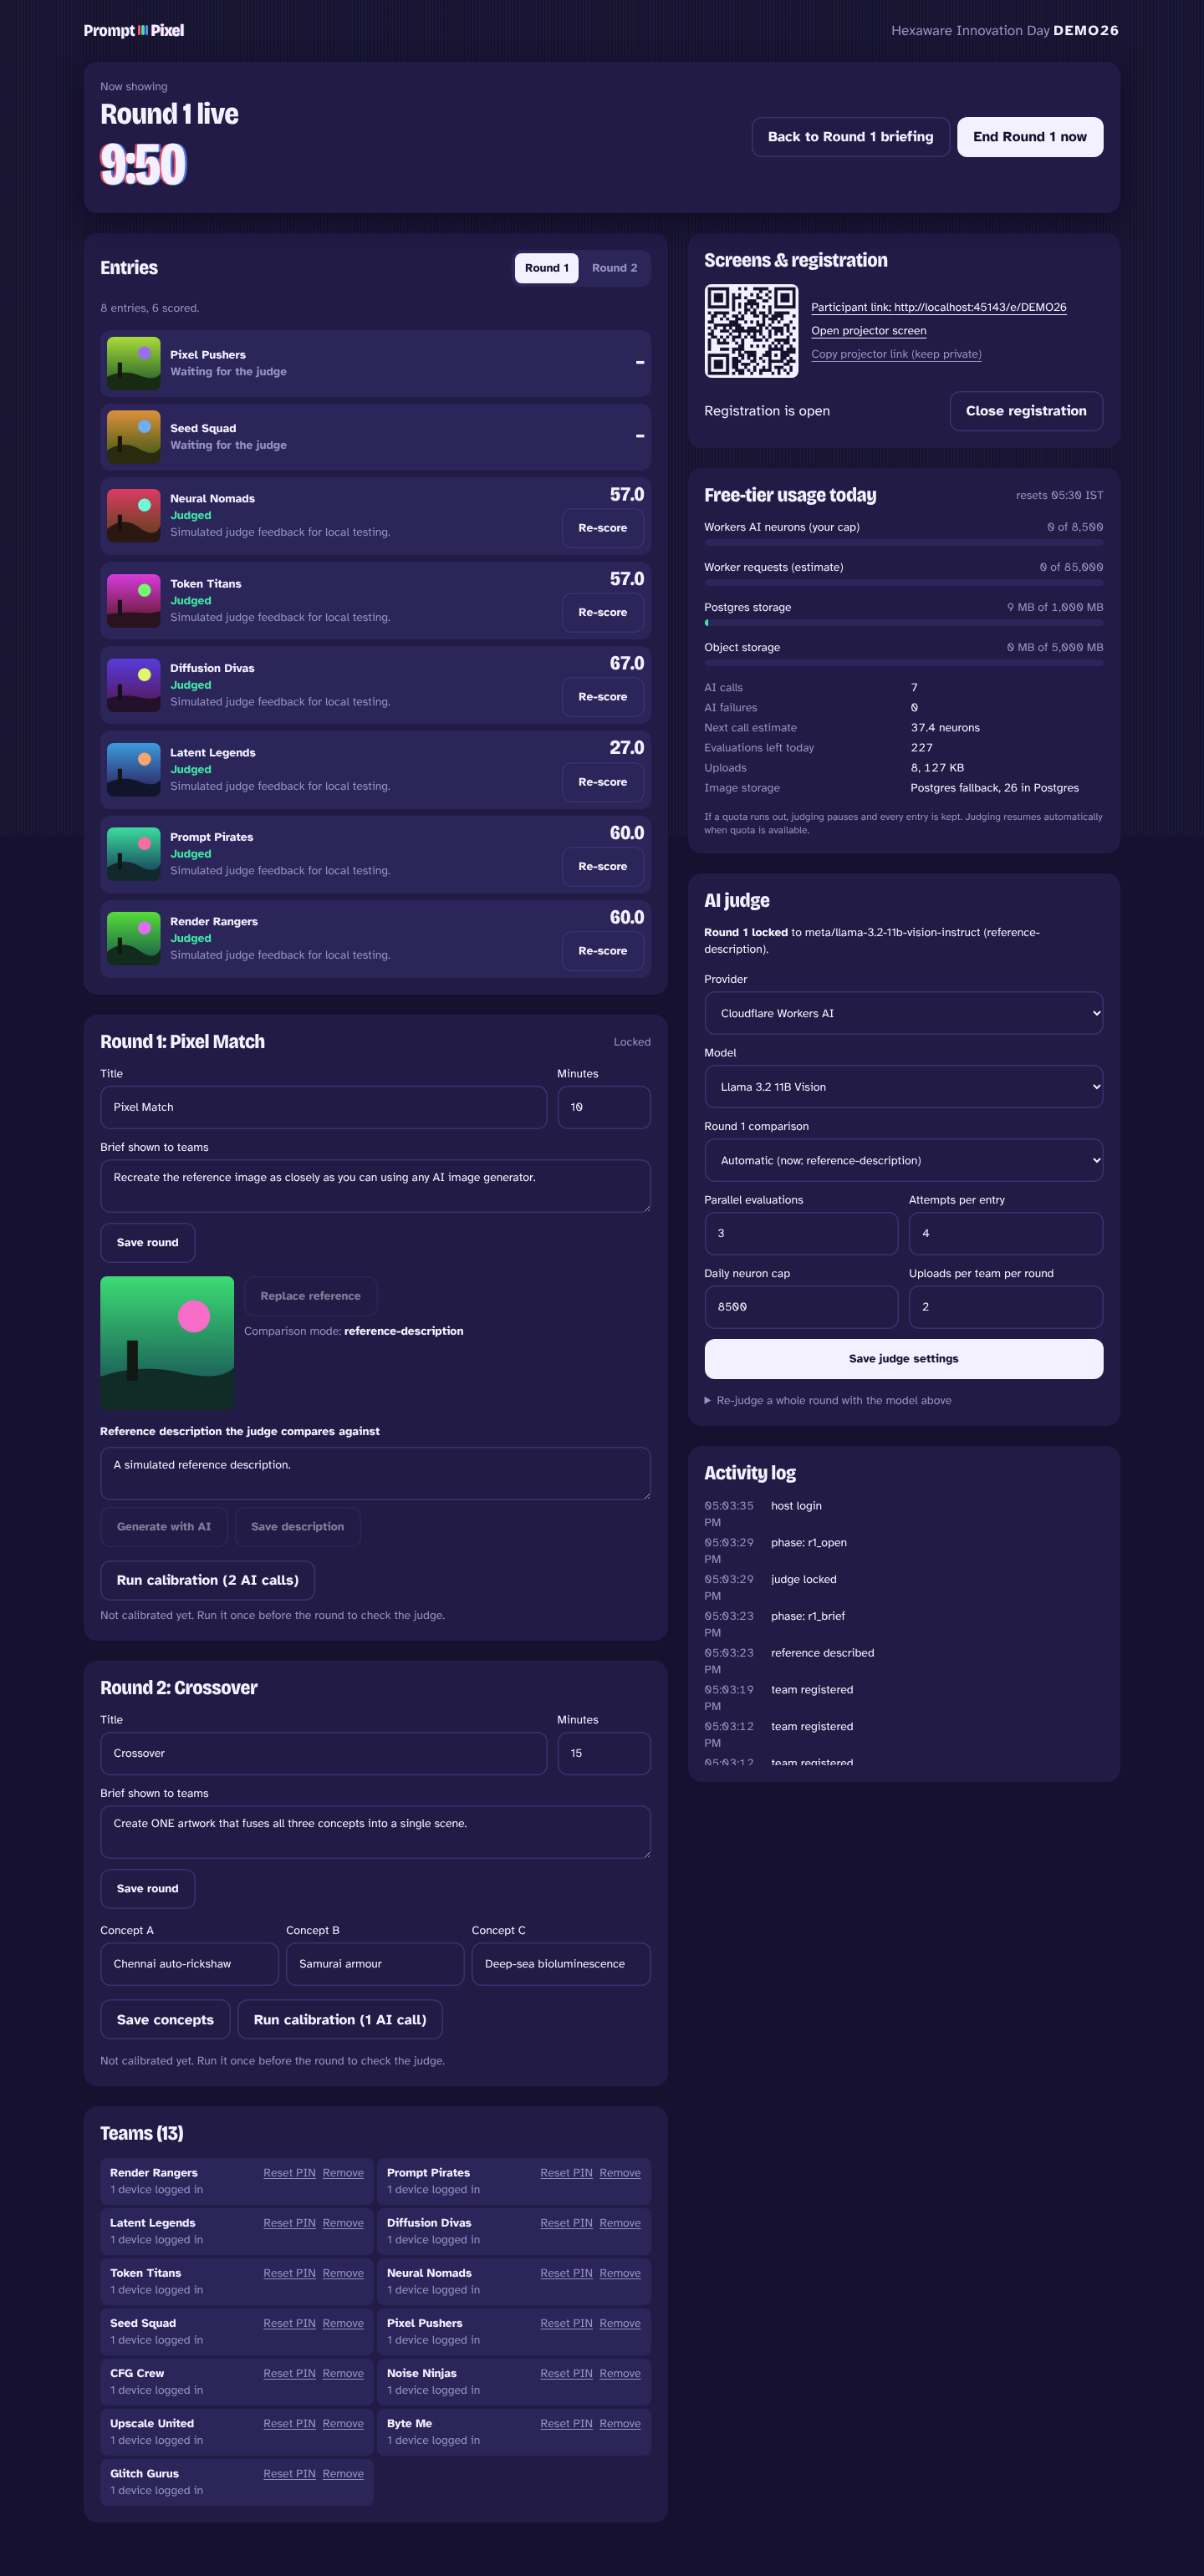 Prompt Pixel
Hexaware Innovation Day DEMO26
Now showing
Round 1 live
9:50
Back to Round 1 briefing
End Round 1 now
Entries
Round 1
Round 2
8 entries, 6 scored.
Pixel Pushers
Waiting for the judge
–
Seed Squad
Waiting for the judge
–
Neural Nomads
Judged
Simulated judge feedback for local testing.
57.0
Re-score
Token Titans
Judged
Simulated judge feedback for local testing.
57.0
Re-score
Diffusion Divas
Judged
Simulated judge feedback for local testing.
67.0
Re-score
Latent Legends
Judged
Simulated judge feedback for local testing.
27.0
Re-score
Prompt Pirates
Judged
Simulated judge feedback for local testing.
60.0
Re-score
Render Rangers
Judged
Simulated judge feedback for local testing.
60.0
Re-score
Round 1: Pixel Match
Locked
Title
Minutes
Pixel Match
10
Brief shown to teams
Recreate the reference image as closely as you can using any AI image generator.
Save round
Replace reference
Comparison mode: reference-description
Reference description the judge compares against
A simulated reference description.
Generate with AI
Save description
Run calibration (2 AI calls)
Not calibrated yet. Run it once before the round to check the judge.
Round 2: Crossover
Title
Minutes
Crossover
15
Brief shown to teams
Create ONE artwork that fuses all three concepts into a single scene.
Save round
Concept A
Concept B
Concept C
Chennai auto-rickshaw
Samurai armour
Deep-sea bioluminescence
Save concepts
Run calibration (1 AI call)
Not calibrated yet. Run it once before the round to check the judge.
Teams (13)
Render Rangers
Reset PIN Remove
1 device logged in
Prompt Pirates
Reset PIN Remove
1 device logged in
Latent Legends
Reset PIN Remove
1 device logged in
Diffusion Divas
Reset PIN Remove
1 device logged in
Token Titans
Reset PIN Remove
1 device logged in
Neural Nomads
Reset PIN Remove
1 device logged in
Seed Squad
Reset PIN Remove
1 device logged in
Pixel Pushers
Reset PIN Remove
1 device logged in
CFG Crew
Reset PIN Remove
1 device logged in
Noise Ninjas
Reset PIN Remove
1 device logged in
Upscale United
Reset PIN Remove
1 device logged in
Byte Me
Reset PIN Remove
1 device logged in
Glitch Gurus
Reset PIN Remove
1 device logged in
Screens & registration
Participant link: http://localhost:45143/e/DEMO26
Open projector screen
Copy projector link (keep private)
Registration is open
Close registration
Free-tier usage today
resets 05:30 IST
Workers AI neurons (your cap)
0 of 8,500
Worker requests (estimate)
0 of 85,000
Postgres storage
9 MB of 1,000 MB
Object storage
0 MB of 5,000 MB
AI calls
7
AI failures
0
Next call estimate
37.4 neurons
Evaluations left today
227
Uploads
8, 127 KB
Image storage
Postgres fallback, 26 in Postgres
If a quota runs out, judging pauses and every entry is kept. Judging resumes automatically
when quota is available.
AI judge
Round 1 locked to meta/llama-3.2-11b-vision-instruct (reference-
description).
Provider
Cloudflare Workers AI
Model
Llama 3.2 11B Vision
Round 1 comparison
Automatic (now: reference-description)
Parallel evaluations
Attempts per entry
3
4
Daily neuron cap
Uploads per team per round
8500
2
Save judge settings
Re-judge a whole round with the model above
Activity log
05:03:35 PM
host login
05:03:29 PM
phase: r1_open
05:03:29 PM
judge locked
05:03:23 PM
phase: r1_brief
05:03:23 PM
reference described
05:03:19 PM
team registered
05:03:12 PM
team registered
05:03:12
team registered